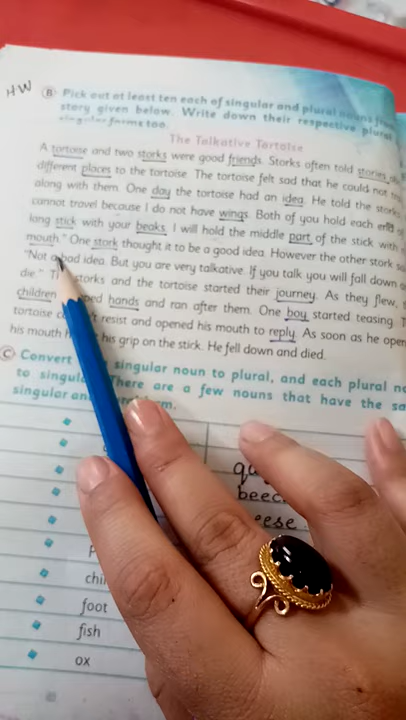 HW
B Pick out at least ten each of singular and plural nouns from
story given below. Write down their respective plural
singular forms too.
The Talkative Tortoise
A tortoise and two storks were good friends. Storks often told stories
different places to the tortoise. The tortoise felt sad that he could not
along with them. One day the tortoise had an idea. He told the storks
cannot travel because I do not have wings. Both of you hold each end of
long stick with your beaks. I will hold the middle part of the stick with
mouth." One stork thought it to be a good idea. However the other stork
"Not a bad idea. But you are very talkative. If you talk you will fall down
die." storks and the tortoise started their journey. As they flew,
children hands and ran after them. One boy started teasing.
tortoise resist and opened his mouth to reply. As soon as he open
his mouth his grip on the stick. He fell down and died.
C Convert singular noun to plural, and each plural
to There are a few nouns that have the
singular
beec
eese
chil
foot
fish
ox